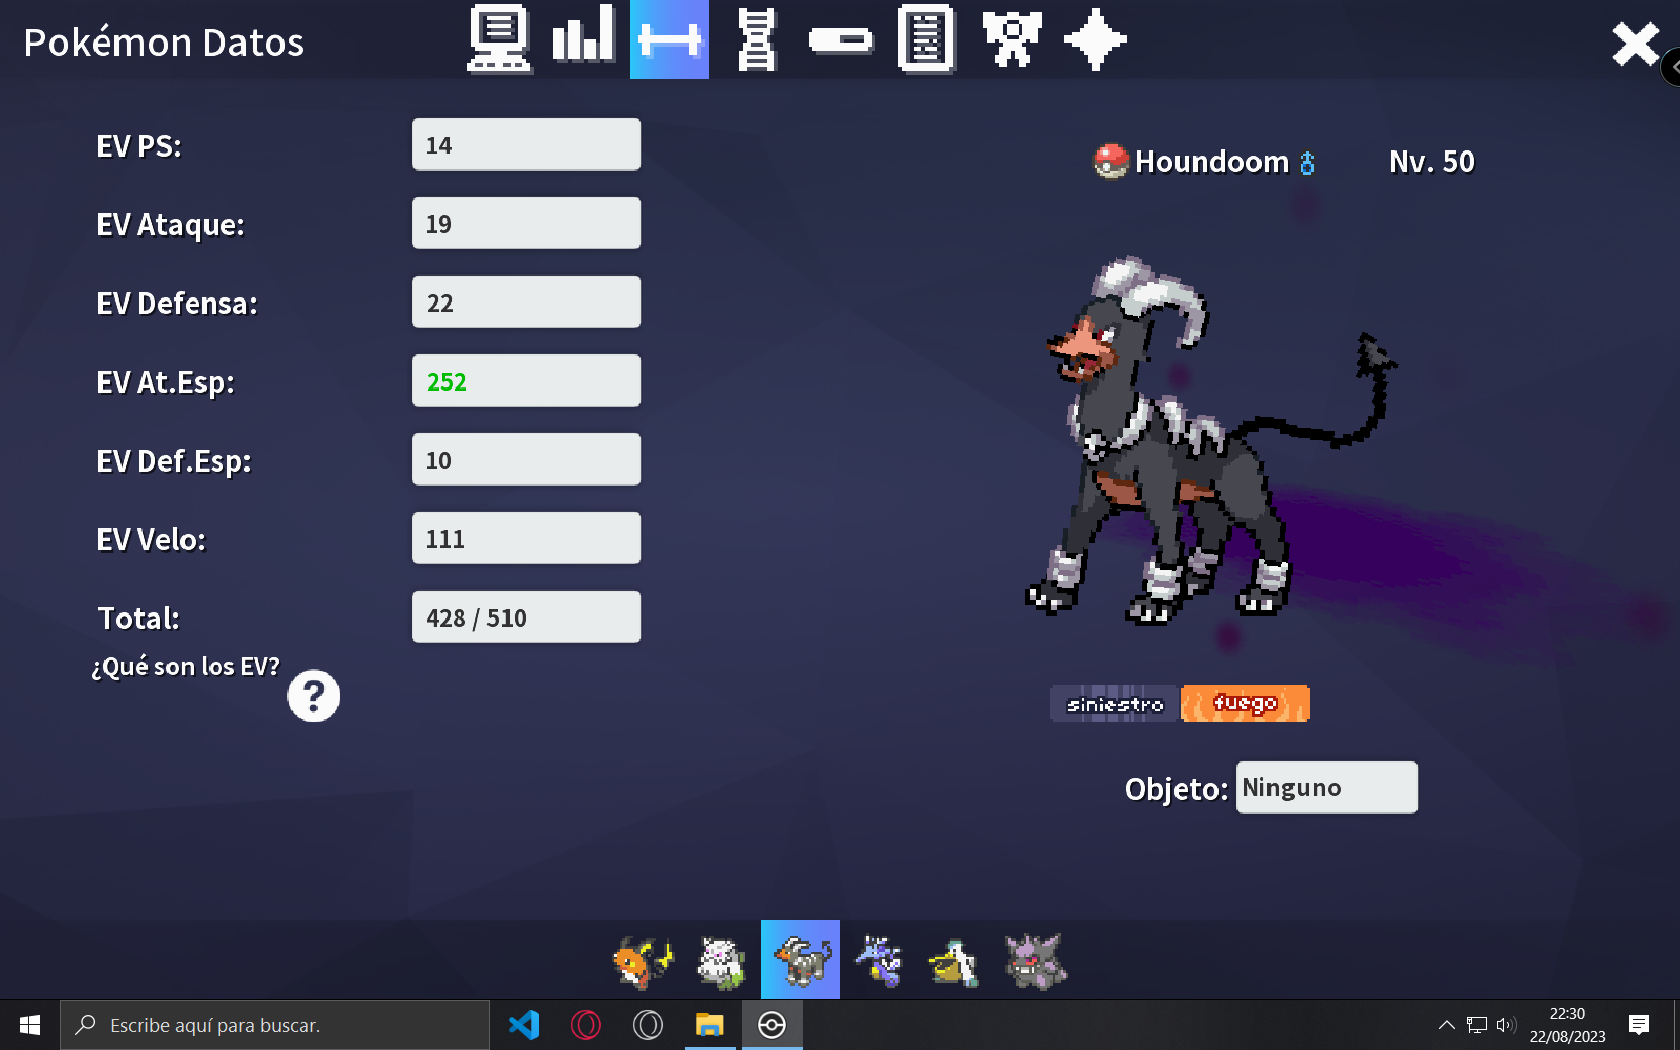 Pokémon Datos
EV PS: 14
EV Ataque: 19
EV Defensa: 22
EV At.Esp: 252
EV Def.Esp: 10
EV Velo: 111
Total: 428 / 510
¿Qué son los EV?
?
Houndoom ♂ Nv. 50
siniestro fuego
Objeto: Ninguno
Escribe aquí para buscar.
22:30
22/08/2023